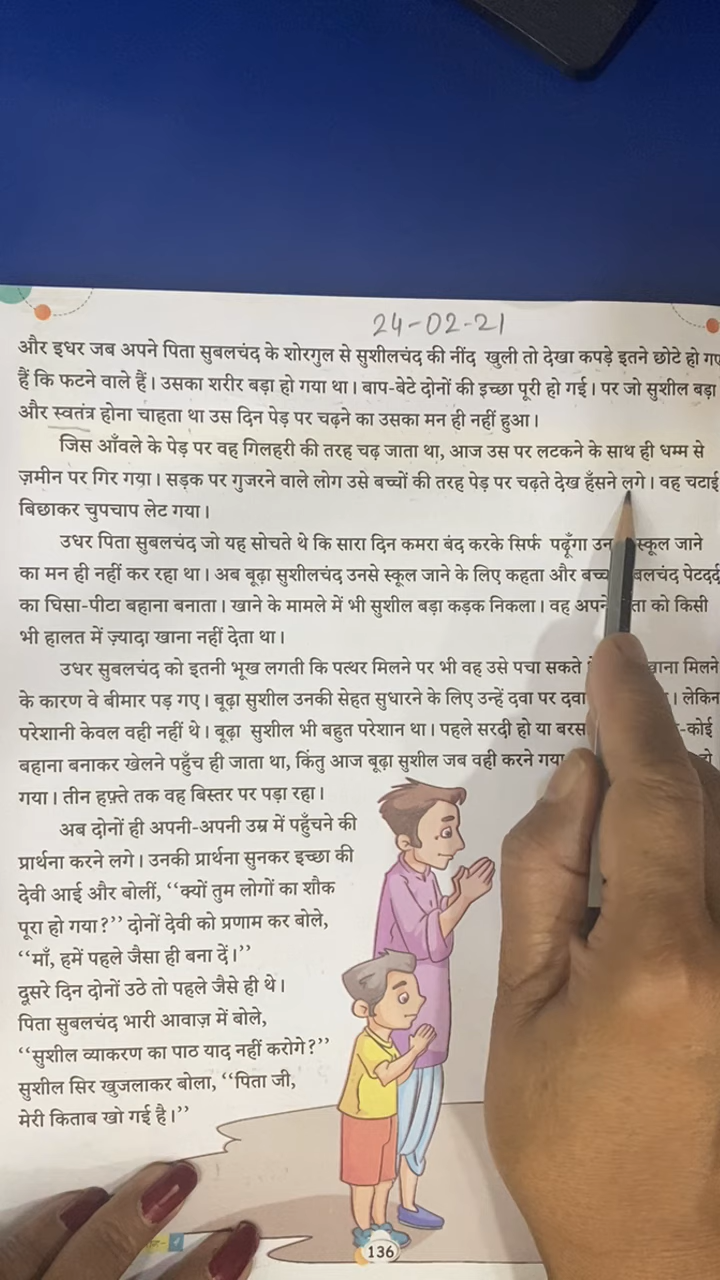 24-02-21
और इधर जब अपने पिता सुबलचंद के शोरगुल से सुशीलचंद की नींद खुली तो देखा कपड़े इतने छोटे हो गए
हैं कि फटने वाले हैं। उसका शरीर बड़ा हो गया था। बाप-बेटे दोनों की इच्छा पूरी हो गई। पर जो सुशील बड़ा
और स्वतंत्र होना चाहता था उस दिन पेड़ पर चढ़ने का उसका मन ही नहीं हुआ।
जिस आँवले के पेड़ पर वह गिलहरी की तरह चढ़ जाता था, आज उस पर लटकने के साथ ही धम्म से
ज़मीन पर गिर गया। सड़क पर गुजरने वाले लोग उसे बच्चों की तरह पेड़ पर चढ़ते देख हँसने लगे। वह चटाई
बिछाकर चुपचाप लेट गया।
उधर पिता सुबलचंद जो यह सोचते थे कि सारा दिन कमरा बंद करके सिर्फ पढ़ूँगा स्कूल जाने
का मन ही नहीं कर रहा था। अब बूढ़ा सुशीलचंद उनसे स्कूल जाने के लिए कहता और पेटदर्द
का घिसा-पीटा बहाना बनाता। खाने के मामले में भी सुशील बड़ा कड़क निकला। वह को किसी
भी हालत में ज़्यादा खाना नहीं देता था।
उधर सुबलचंद को इतनी भूख लगती कि पत्थर मिलने पर भी वह उसे पचा सकते मिलने
के कारण वे बीमार पड़ गए। बूढ़ा सुशील उनकी सेहत सुधारने के लिए उन्हें दवा पर दवा । लेकिन
परेशानी केवल वही नहीं थे। बूढ़ा सुशील भी बहुत परेशान था। पहले सरदी हो या -कोई
बहाना बनाकर खेलने पहुँच ही जाता था, किंतु आज बूढ़ा सुशील जब वही करने
गया। तीन हफ़्ते तक वह बिस्तर पर पड़ा रहा।
अब दोनों ही अपनी-अपनी उम्र में पहुँचने की
प्रार्थना करने लगे। उनकी प्रार्थना सुनकर इच्छा की
देवी आई और बोलीं, ‘‘क्यों तुम लोगों का शौक
पूरा हो गया?’’ दोनों देवी को प्रणाम कर बोले,
‘‘माँ, हमें पहले जैसा ही बना दें।’’
दूसरे दिन दोनों उठे तो पहले जैसे ही थे।
पिता सुबलचंद भारी आवाज़ में बोले,
‘‘सुशील व्याकरण का पाठ याद नहीं करोगे?’’
सुशील सिर खुजलाकर बोला, ‘‘पिता जी,
मेरी किताब खो गई है।’’
136